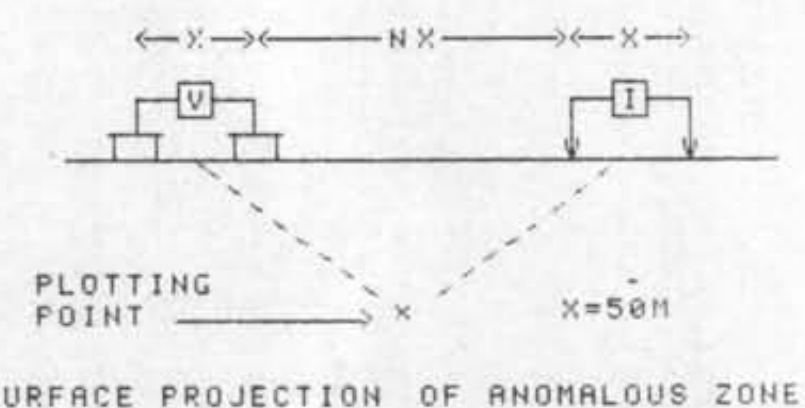 X N X X
V I
PLOTTING
POINT x X=50M
URFACE PROJECTION OF ANOMALOUS ZONE